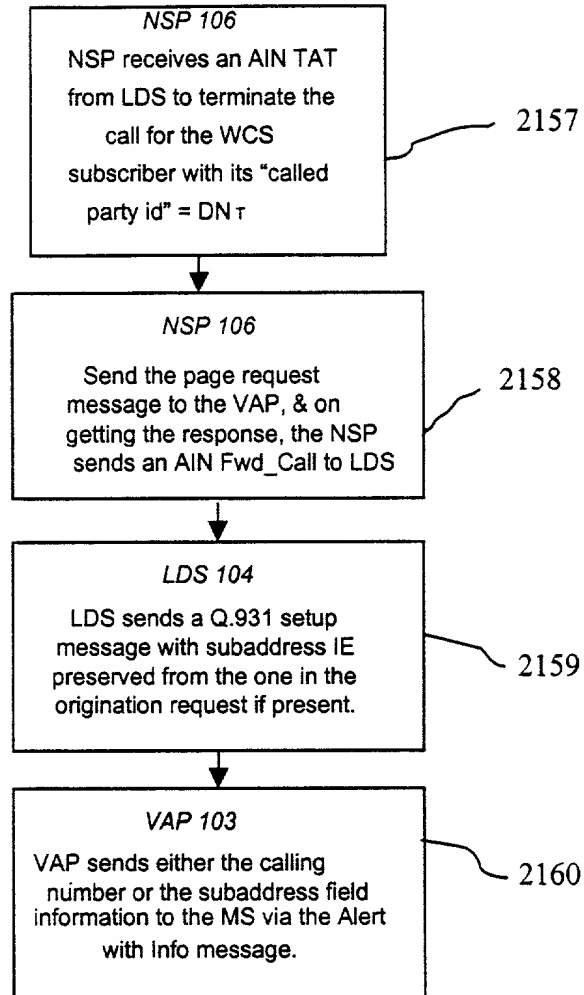 NSP 106
NSP receives an AIN TAT
from LDS to terminate the
call for the WCS
subscriber with its “called
party id” = DN T
2157
NSP 106
Send the page request
message to the VAP, & on
getting the response, the NSP
sends an AIN Fwd_Call to LDS
2158
LDS 104
LDS sends a Q.931 setup
message with subaddress IE
preserved from the one in the
origination request if present.
2159
VAP 103
VAP sends either the calling
number or the subaddress field
information to the MS via the Alert
with Info message.
2160